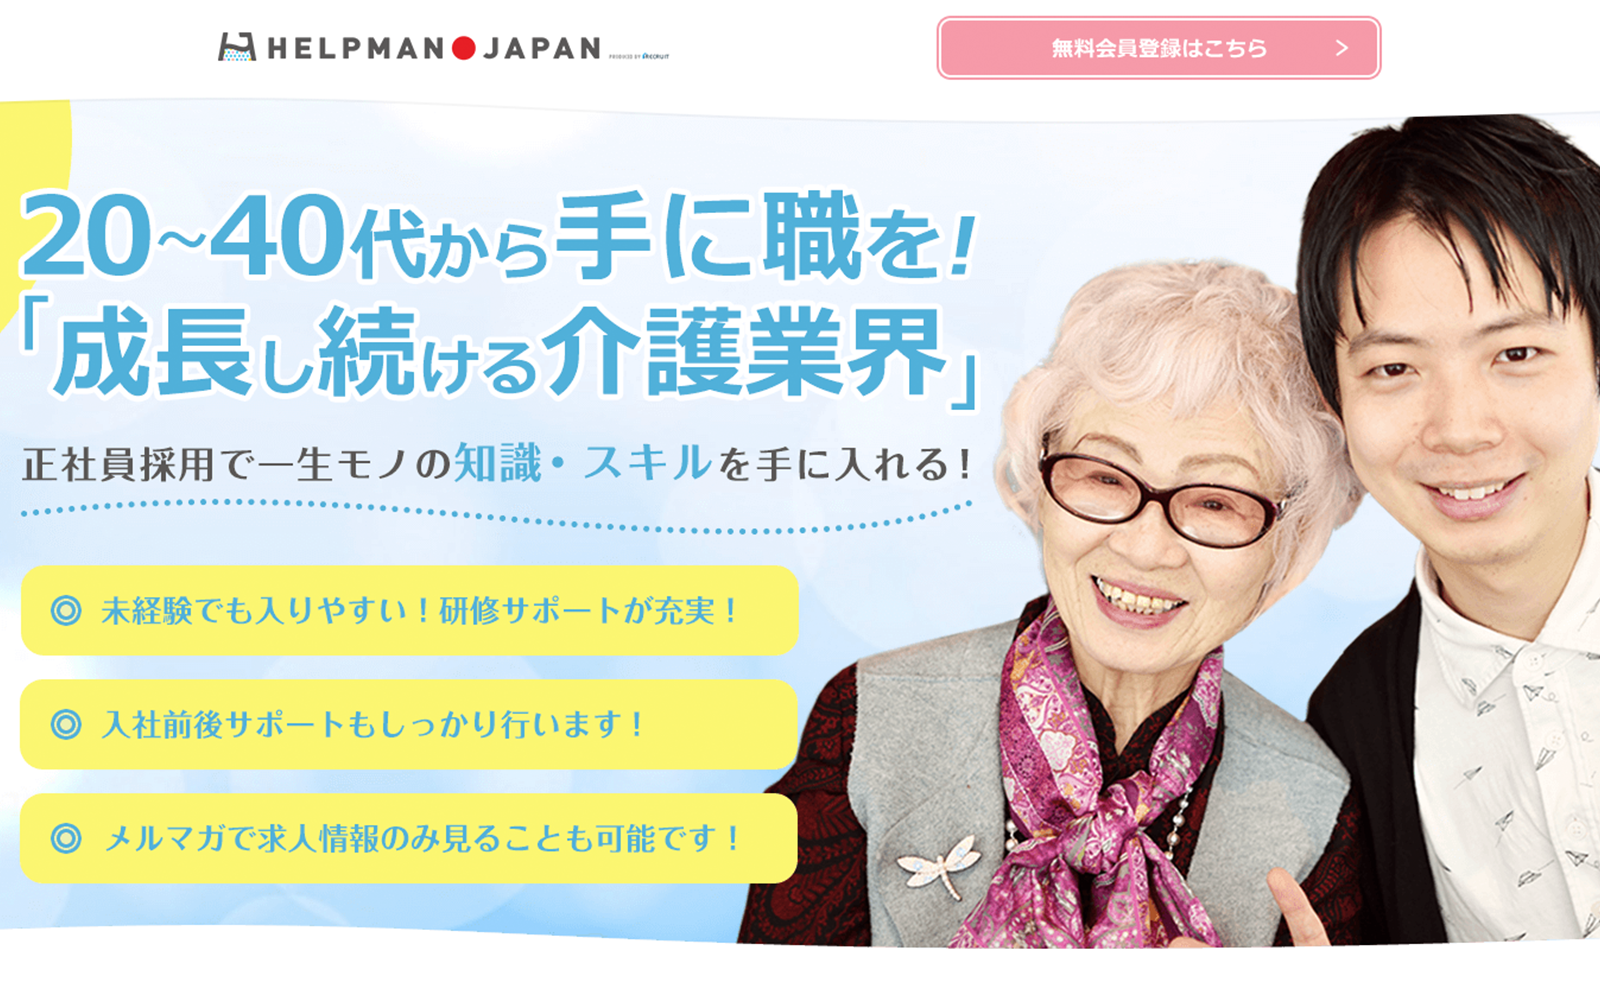 HELPMAN JAPAN PRODUCED BY RECRUIT
無料会員登録はこちら
20~40代から手に職を!
「成長し続ける介護業界」
正社員採用で一生モノの知識・スキルを手に入れる!
◎ 未経験でも入りやすい!研修サポートが充実!
◎ 入社前後サポートもしっかり行います!
◎ メルマガで求人情報のみ見ることも可能です!